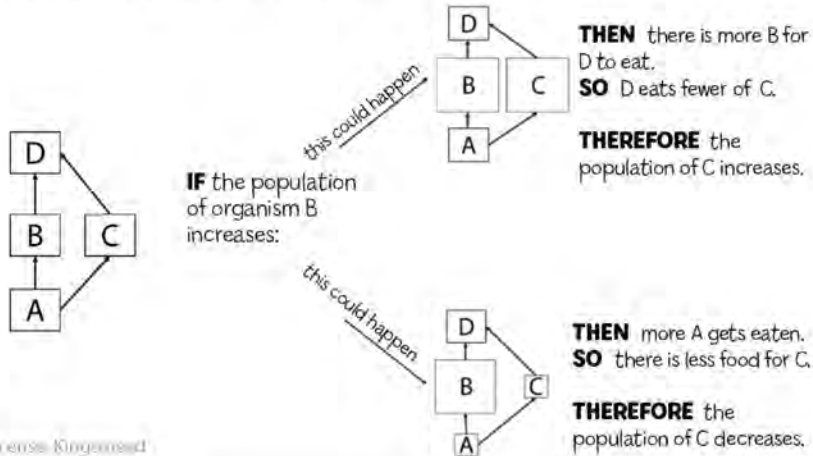 D
B
C
A
IF the population
of organism B
increases:
this could happen
D
B
C
A
THEN there is more B for
D to eat.
SO D eats fewer of C.
THEREFORE the
population of C increases.
this could happen
D
B
C
A
THEN more A gets eaten.
SO there is less food for C.
THEREFORE the
population of C decreases.